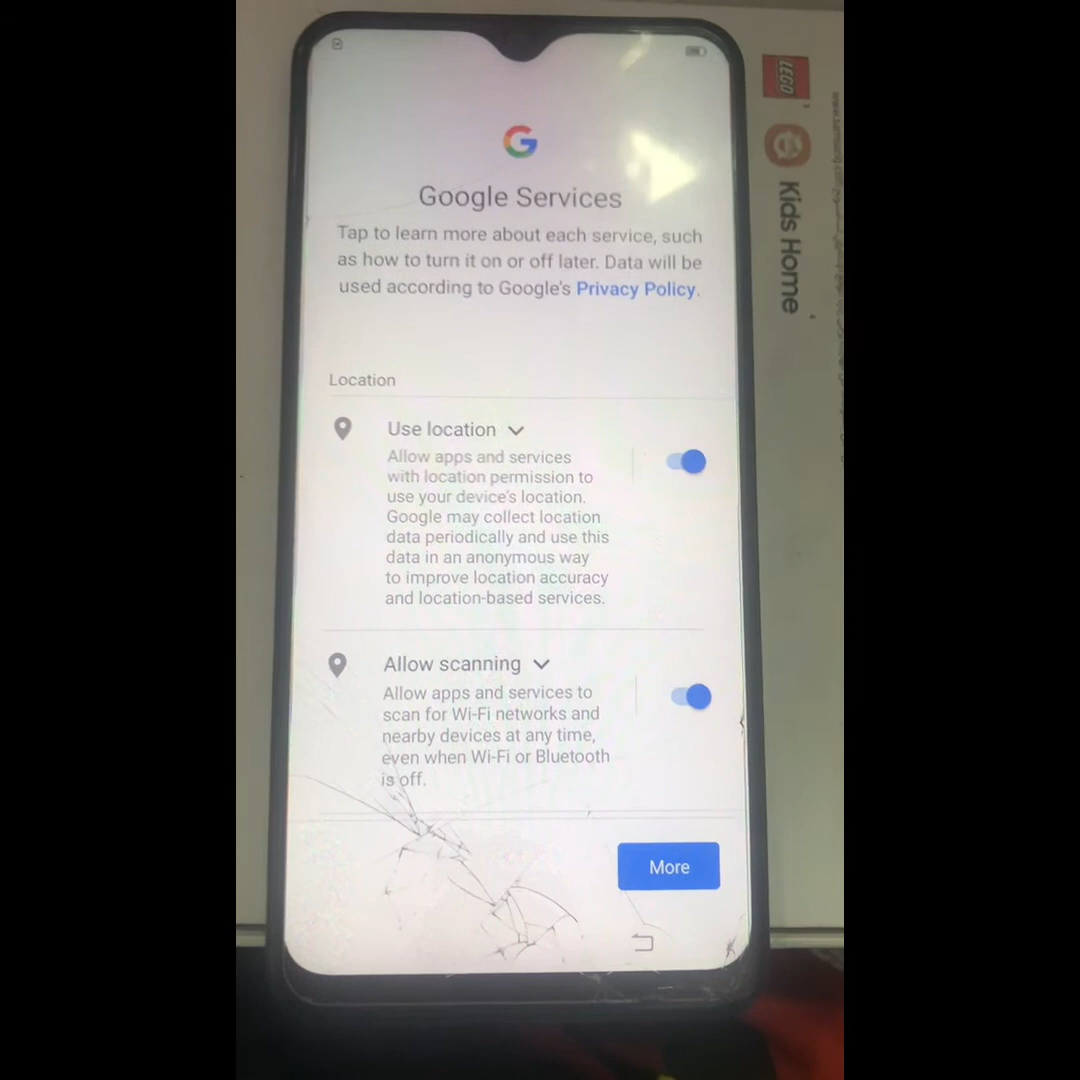 Google Services
Tap to learn more about each service, such
as how to turn it on or off later. Data will be
used according to Google's Privacy Policy.
Location
Use location
Allow apps and services
with location permission to
use your device's location.
Google may collect location
data periodically and use this
data in an anonymous way
to improve location accuracy
and location-based services.
Allow scanning
Allow apps and services to
scan for Wi-Fi networks and
nearby devices at any time,
even when Wi-Fi or Bluetooth
is off.
More
LEGO
Kids Home